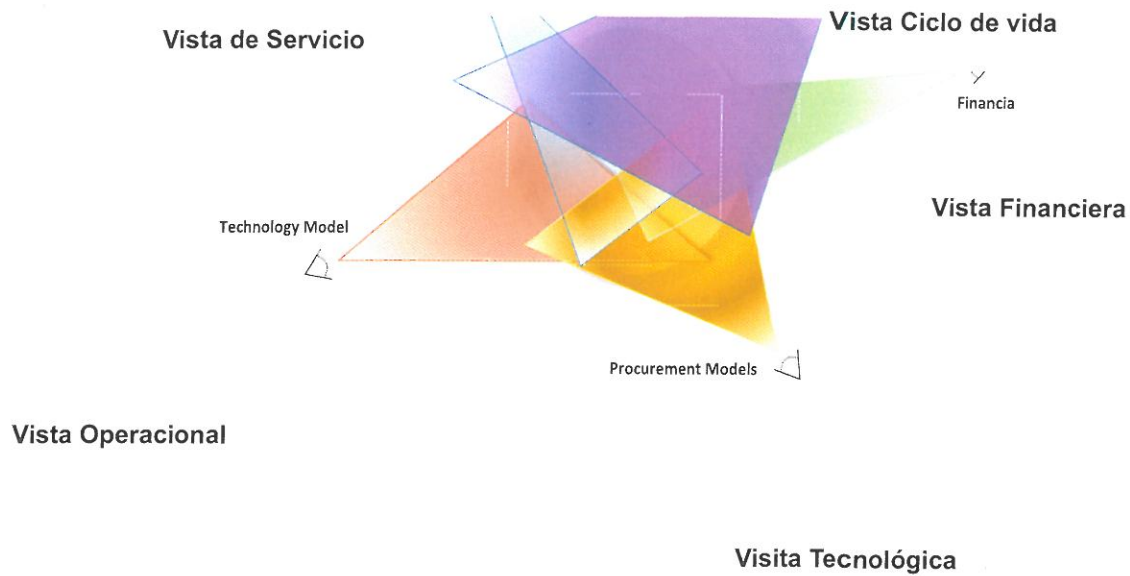 Vista de Servicio
Vista Ciclo de vida
Financia
Vista Financiera
Technology Model
Procurement Models
Vista Operacional
Visita Tecnológica